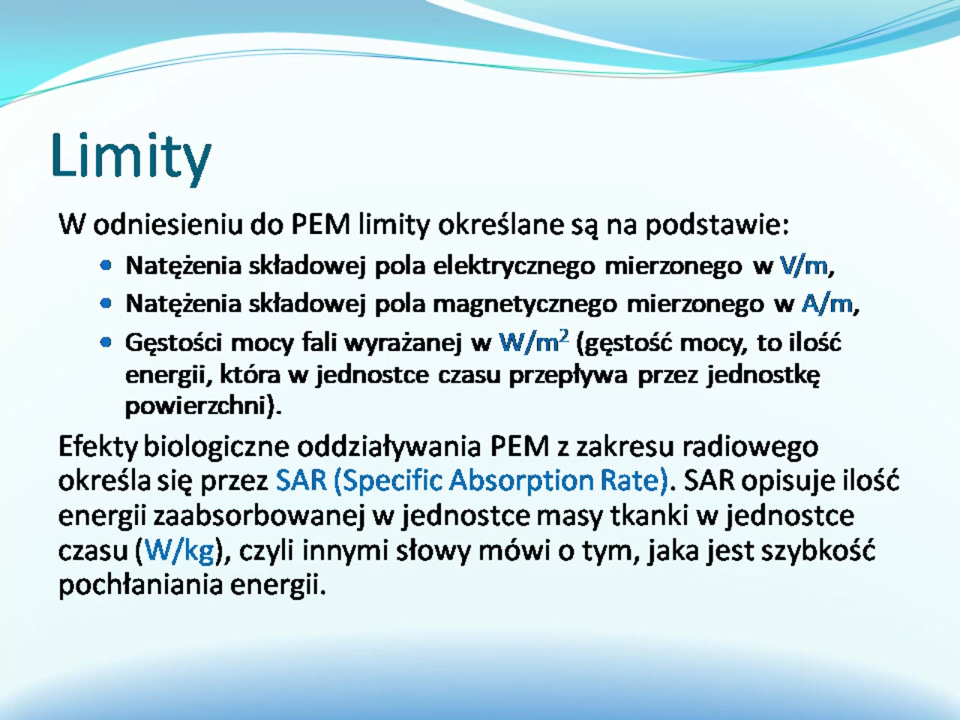 Limity
W odniesieniu do PEM limity określane są na podstawie:
• Natężenia składowej pola elektrycznego mierzonego w V/m,
• Natężenia składowej pola magnetycznego mierzonego w A/m,
• Gęstości mocy fali wyrażanej w W/m² (gęstość mocy, to ilość
energii, która w jednostce czasu przepływa przez jednostkę
powierzchni).
Efekty biologiczne oddziaływania PEM z zakresu radiowego
określa się przez SAR (Specific Absorption Rate). SAR opisuje ilość
energii zaabsorbowanej w jednostce masy tkanki w jednostce
czasu (W/kg), czyli innymi słowy mówi o tym, jaka jest szybkość
pochłaniania energii.